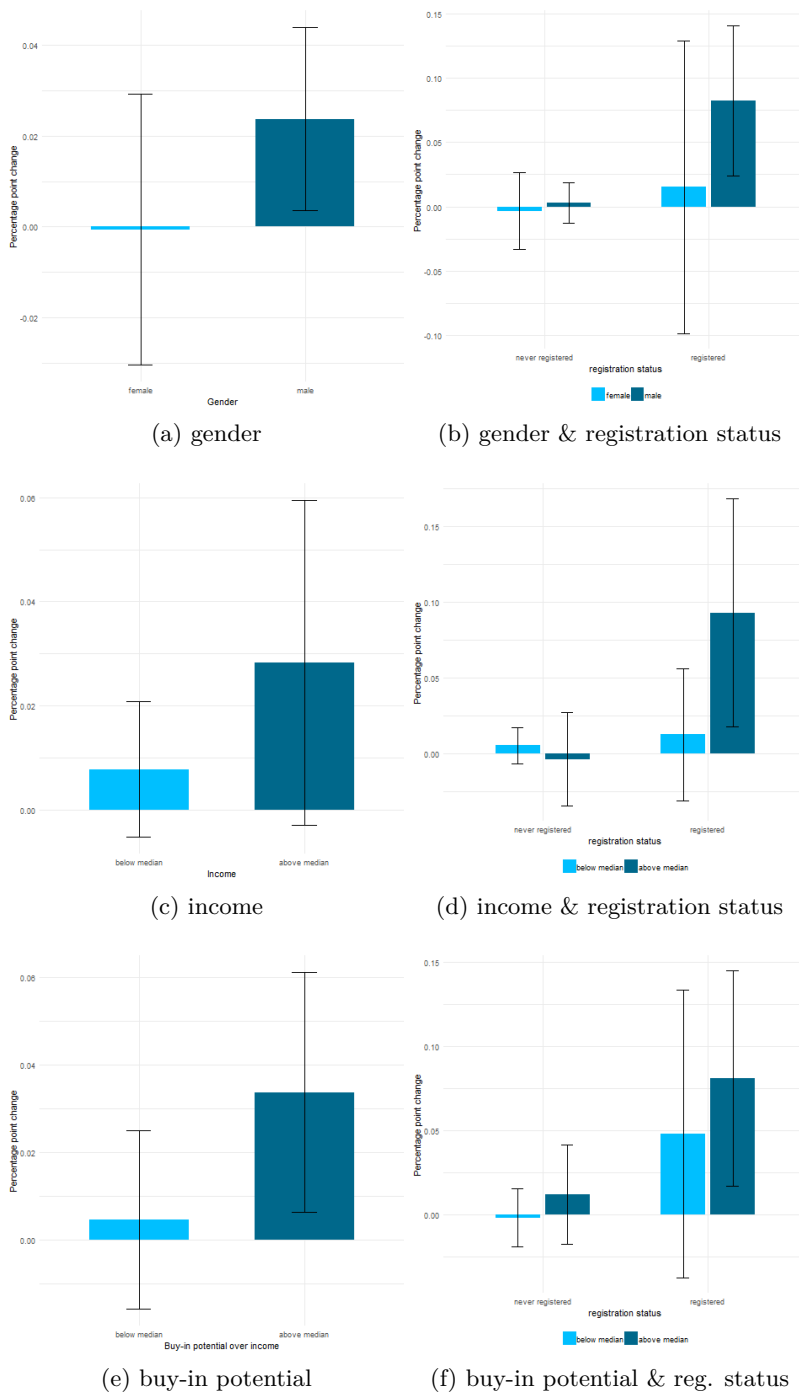 0.04
0.02
0.00
-0.02
Percentage point change
female
male
Gender
(a) gender
0.15
0.10
0.05
0.00
-0.05
-0.10
Percentage point change
never registered
registered
registration status
female male
(b) gender & registration status
0.06
0.04
0.02
0.00
Percentage point change
below median
above median
Income
(c) income
0.15
0.10
0.05
0.00
Percentage point change
never registered
registered
registration status
below median above median
(d) income & registration status
0.06
0.04
0.02
0.00
Percentage point change
below median
above median
Buy-in potential over income
(e) buy-in potential
0.15
0.10
0.05
0.00
Percentage point change
never registered
registered
registration status
below median above median
(f) buy-in potential & reg. status